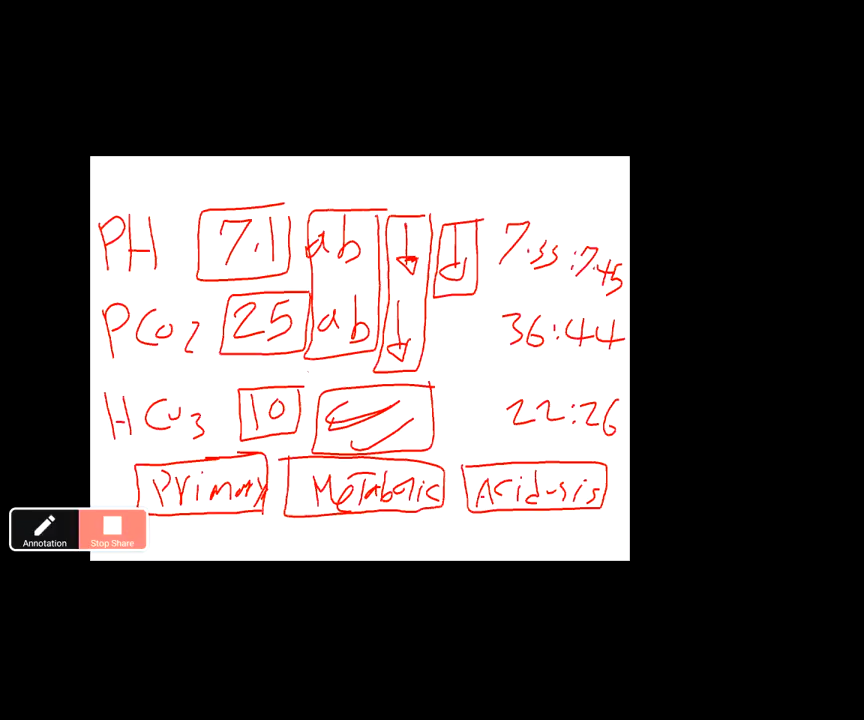 PH 7.1 ab ↓ ↓ 7.35:7.45
PCO2 25 ab ↓ 36:44
HCO3 10 22:26
Primary Metabolic Acidosis
Annotation Stop Share